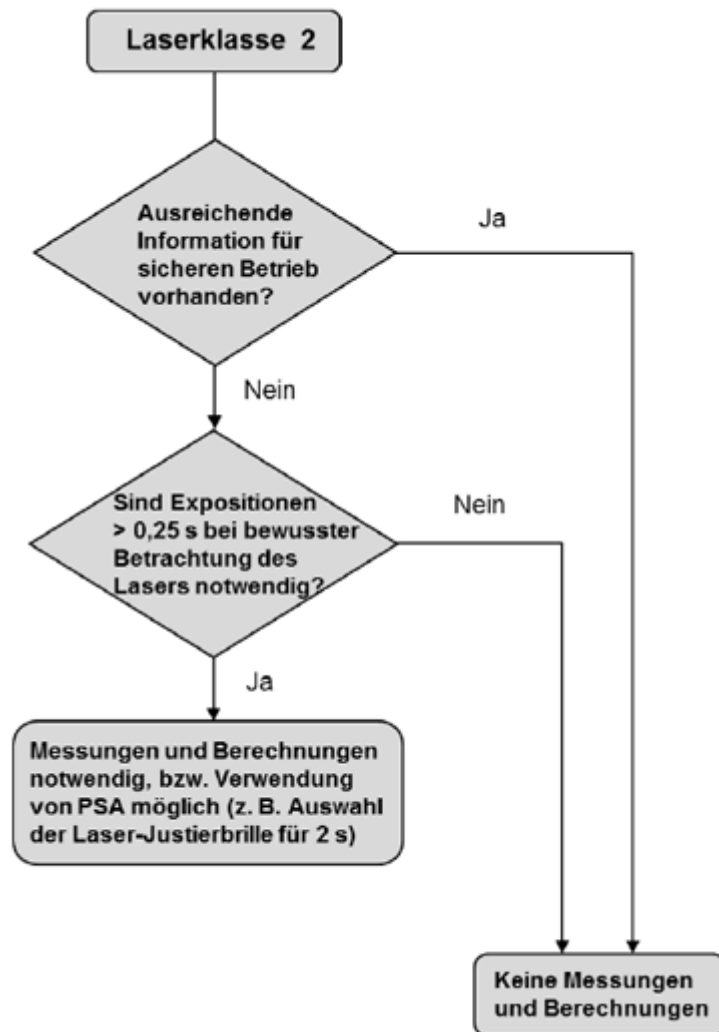 Laserklasse 2
Ausreichende
Information für
sicheren Betrieb
vorhanden?
Ja
Nein
Sind Expositionen
> 0,25 s bei bewusster
Betrachtung des
Lasers notwendig?
Nein
Ja
Messungen und Berechnungen
notwendig, bzw. Verwendung
von PSA möglich (z. B. Auswahl
der Laser-Justierbrille für 2 s)
Keine Messungen
und Berechnungen